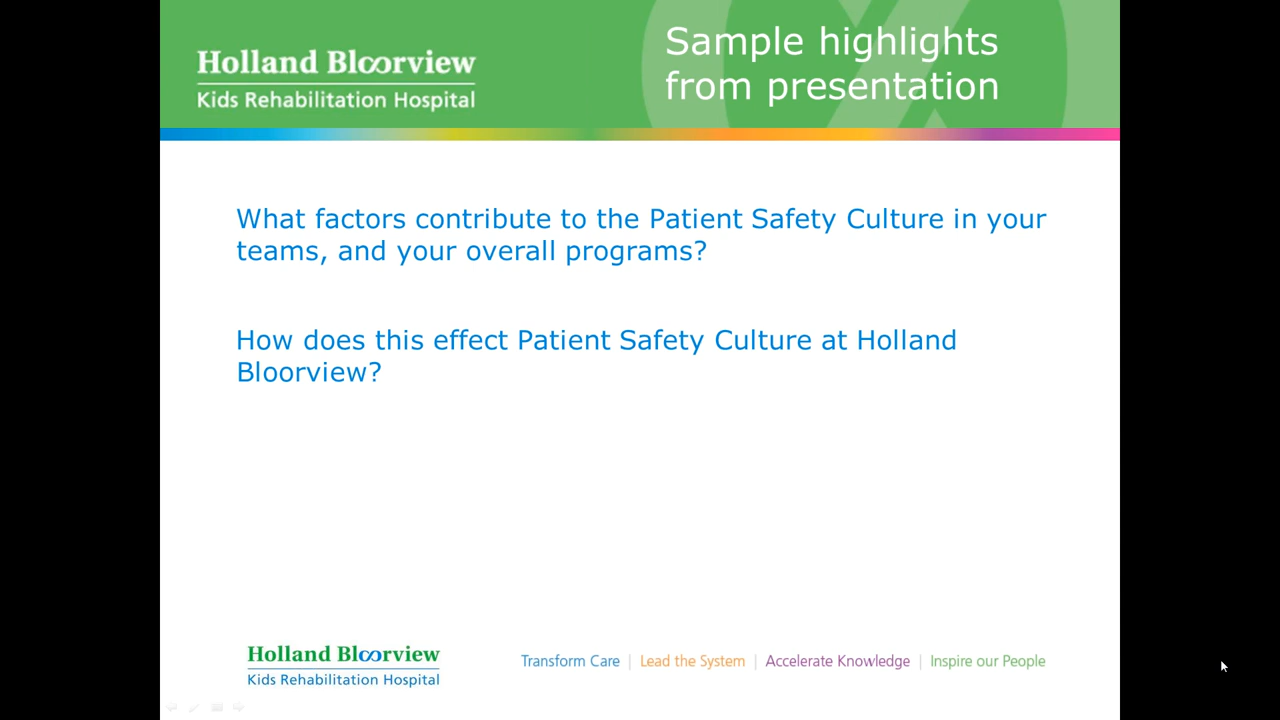 Holland Bloorview
Kids Rehabilitation Hospital
Sample highlights
from presentation
What factors contribute to the Patient Safety Culture in your
teams, and your overall programs?
How does this effect Patient Safety Culture at Holland
Bloorview?
Holland Bloorview
Kids Rehabilitation Hospital
Transform Care | Lead the System | Accelerate Knowledge | Inspire our People